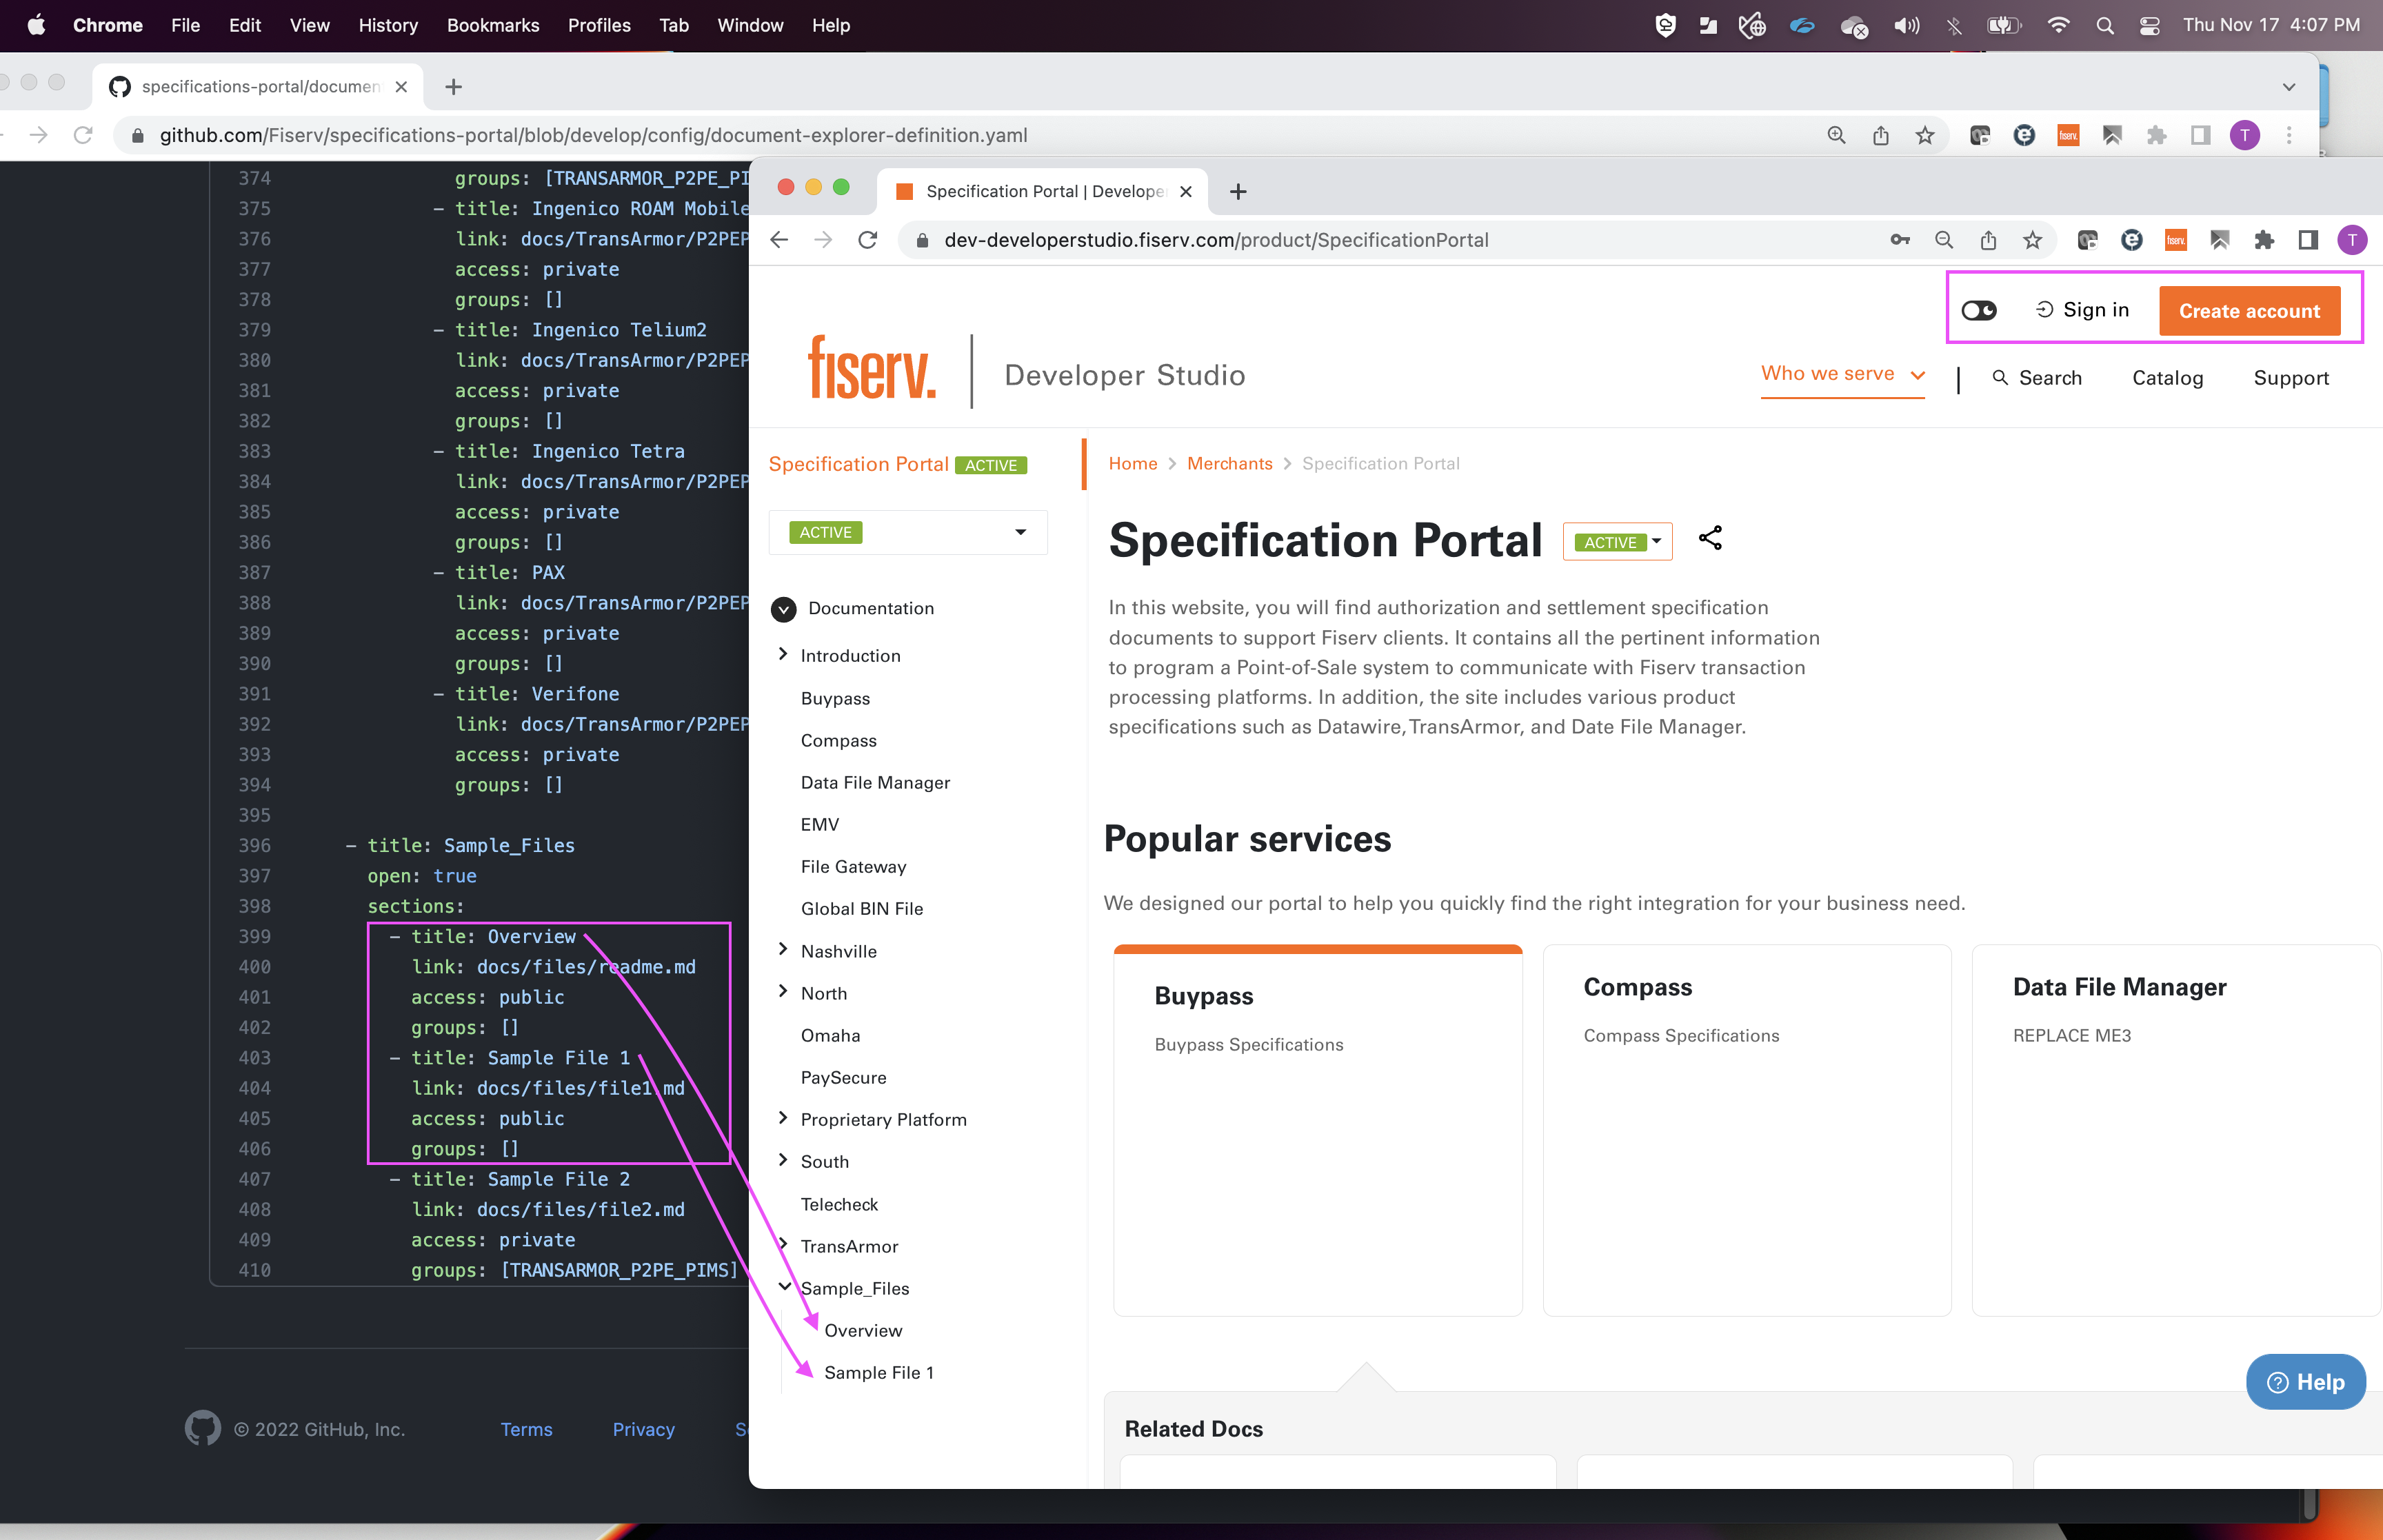 Chrome File Edit View History Bookmarks Profiles Tab Window Help
Thu Nov 17 4:07 PM
specifications-portal/documen
github.com/Fiserv/specifications-portal/blob/develop/config/document-explorer-definition.yaml
fiserv.
T
374 groups: [TRANSARMOR_P2PE_PI
375 - title: Ingenico ROAM Mobile
376 link: docs/TransArmor/P2PEP
377 access: private
378 groups: []
379 - title: Ingenico Telium2
380 link: docs/TransArmor/P2PEP
381 access: private
382 groups: []
383 - title: Ingenico Tetra
384 link: docs/TransArmor/P2PEP
385 access: private
386 groups: []
387 - title: PAX
388 link: docs/TransArmor/P2PEP
389 access: private
390 groups: []
391 - title: Verifone
392 link: docs/TransArmor/P2PEP
393 access: private
394 groups: []
395
396 - title: Sample_Files
397 open: true
398 sections:
399 - title: Overview
400 link: docs/files/readme.md
401 access: public
402 groups: []
403 - title: Sample File 1
404 link: docs/files/file1.md
405 access: public
406 groups: []
407 - title: Sample File 2
408 link: docs/files/file2.md
409 access: private
410 groups: [TRANSARMOR_P2PE_PIMS]
© 2022 GitHub, Inc. Terms Privacy
Specification Portal | Develope
dev-developerstudio.fiserv.com/product/SpecificationPortal
fiserv.
T
Sign in
Create account
fiserv.
Developer Studio
Who we serve
Search
Catalog
Support
Specification Portal ACTIVE
ACTIVE
Documentation
Introduction
Buypass
Compass
Data File Manager
EMV
File Gateway
Global BIN File
Nashville
North
Omaha
PaySecure
Proprietary Platform
South
Telecheck
TransArmor
Sample_Files
Overview
Sample File 1
Home > Merchants > Specification Portal
Specification Portal ACTIVE
In this website, you will find authorization and settlement specification
documents to support Fiserv clients. It contains all the pertinent information
to program a Point-of-Sale system to communicate with Fiserv transaction
processing platforms. In addition, the site includes various product
specifications such as Datawire,TransArmor, and Date File Manager.
Popular services
We designed our portal to help you quickly find the right integration for your business need.
Buypass
Buypass Specifications
Compass
Compass Specifications
Data File Manager
REPLACE ME3
Related Docs
Help